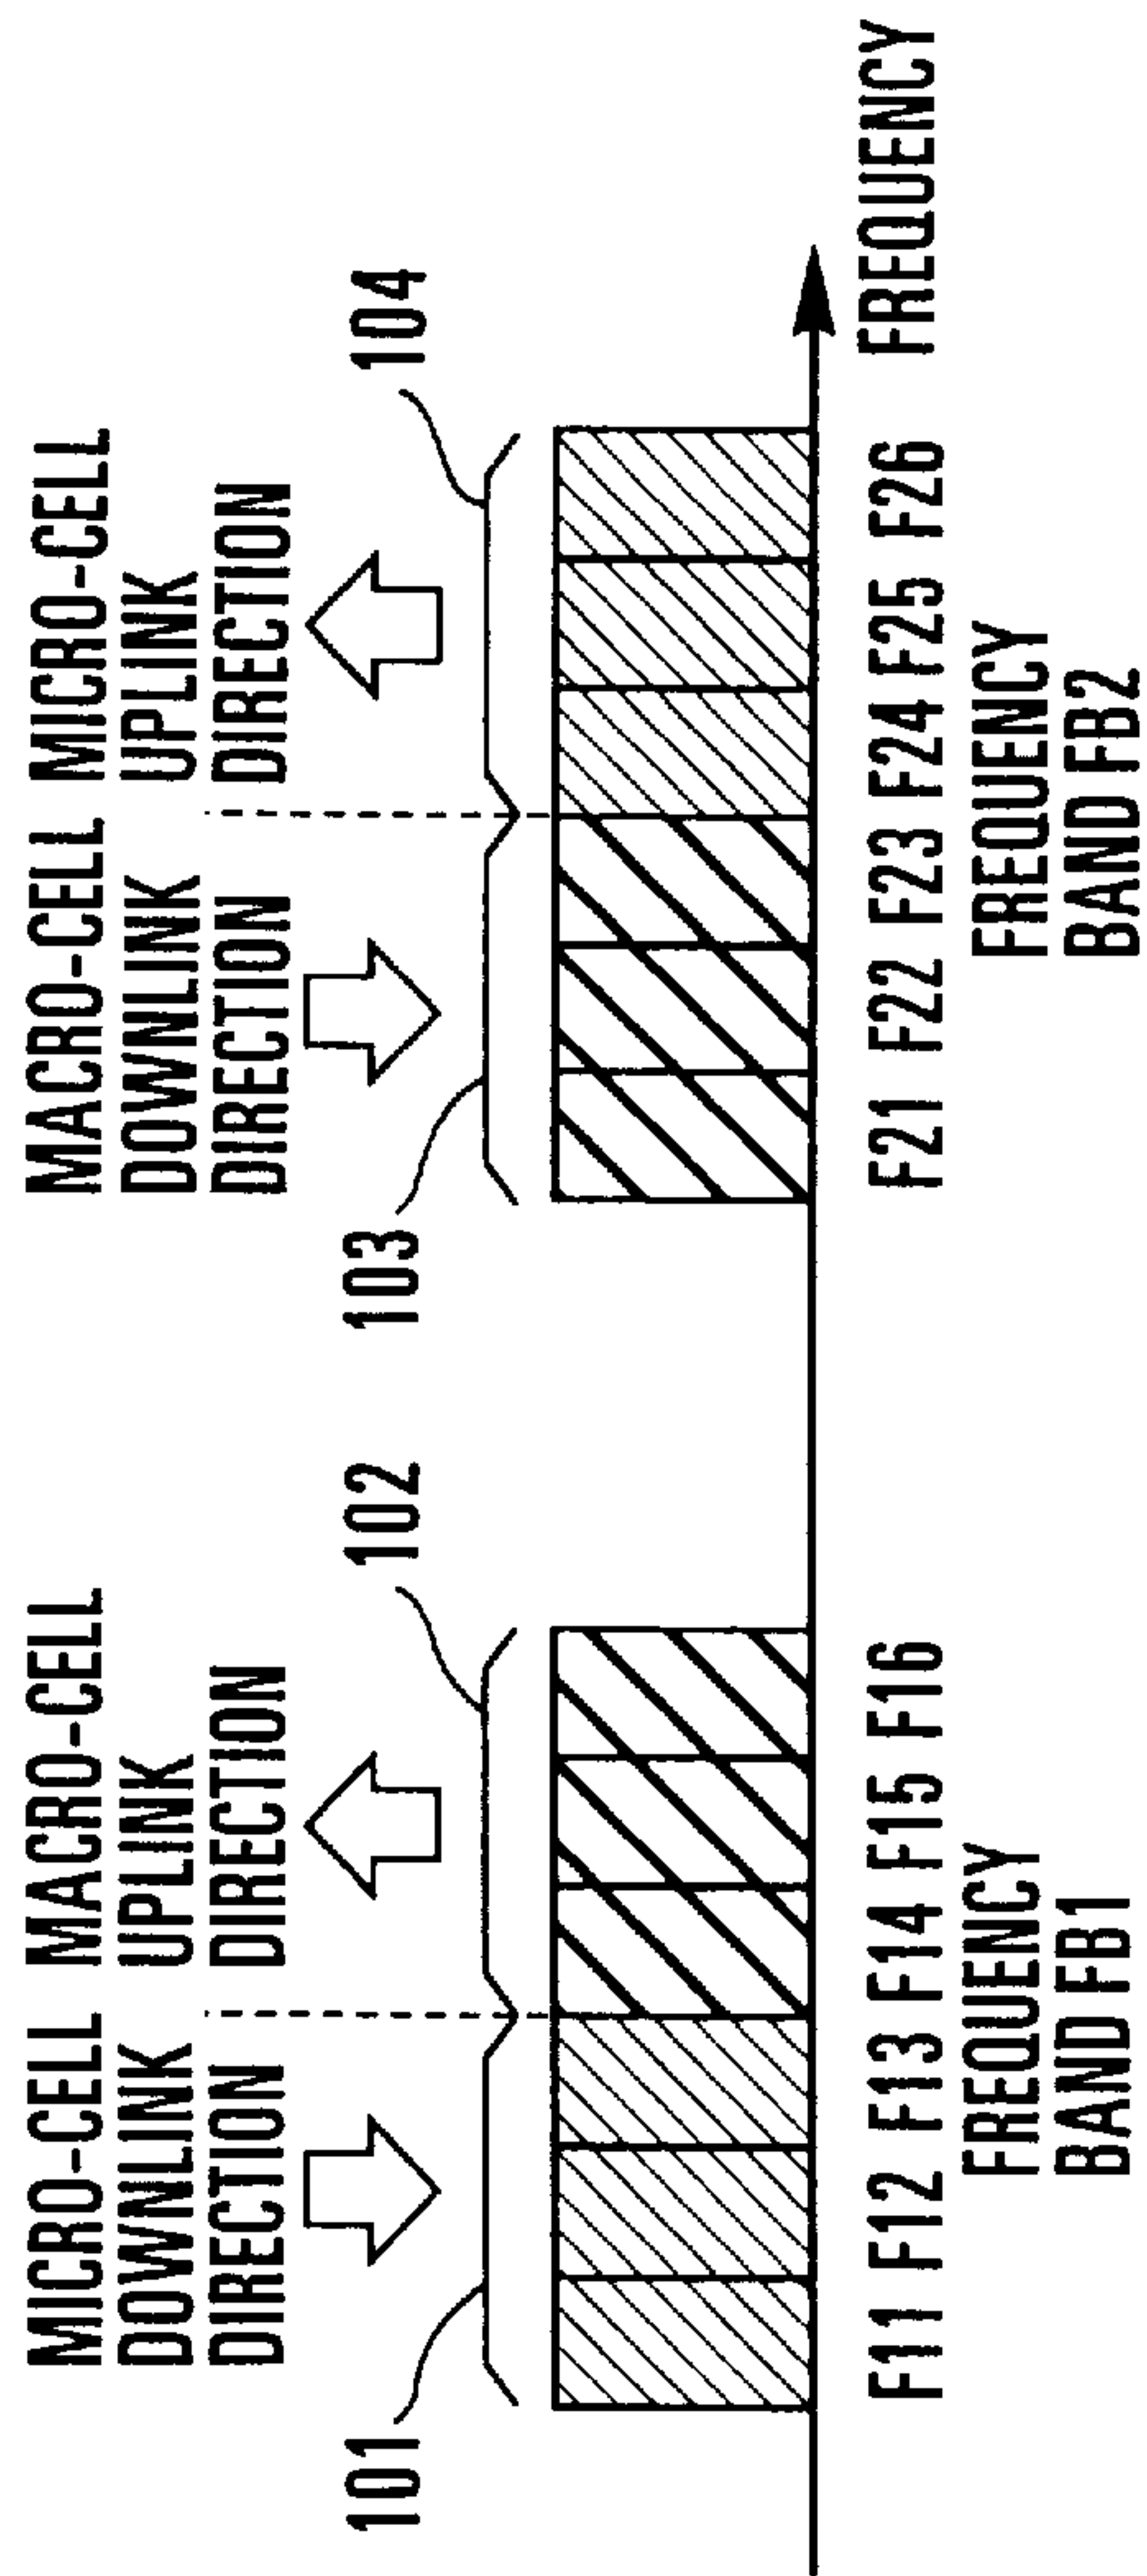 MICRO-CELL
DOWNLINK
DIRECTION
MACRO-CELL
UPLINK
DIRECTION
MACRO-CELL
DOWNLINK
DIRECTION
MICRO-CELL
UPLINK
DIRECTION
101
102
103
104
F11 F12 F13 F14 F15 F16
F21 F22 F23 F24 F25 F26
FREQUENCY
FREQUENCY
BAND FB1
FREQUENCY
BAND FB2